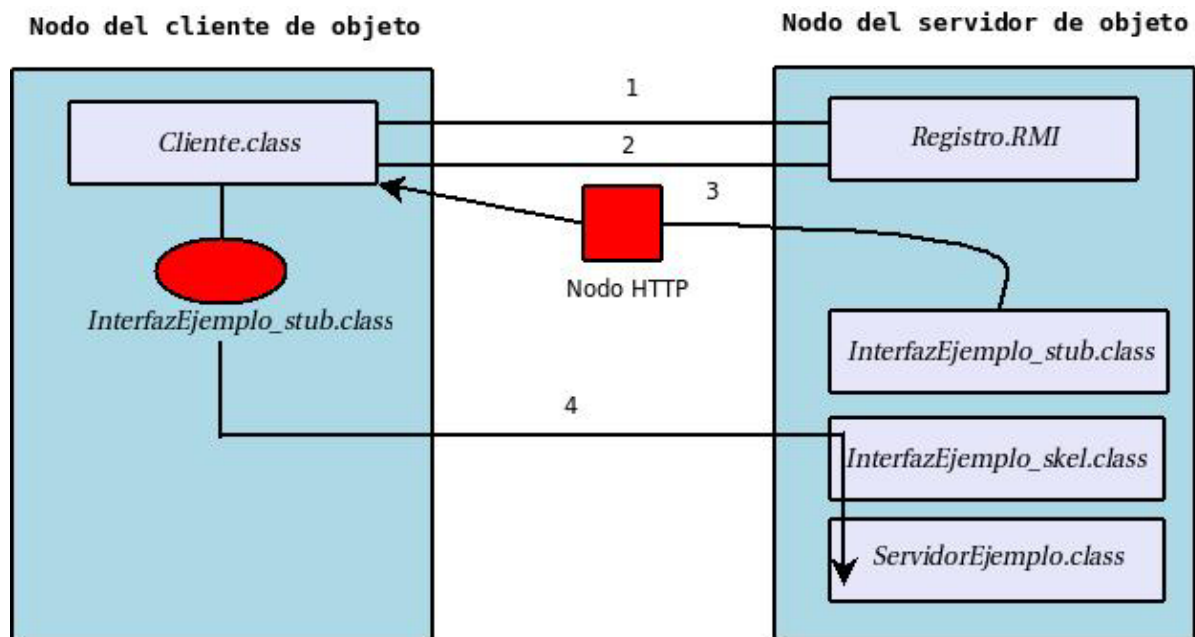 Nodo del cliente de objeto
Nodo del servidor de objeto
1
Cliente.class
Registro.RMI
2
3
Nodo HTTP
InterfazEjemplo_stub.class
InterfazEjemplo_stub.class
4
InterfazEjemplo_skel.class
ServidorEjemplo.class